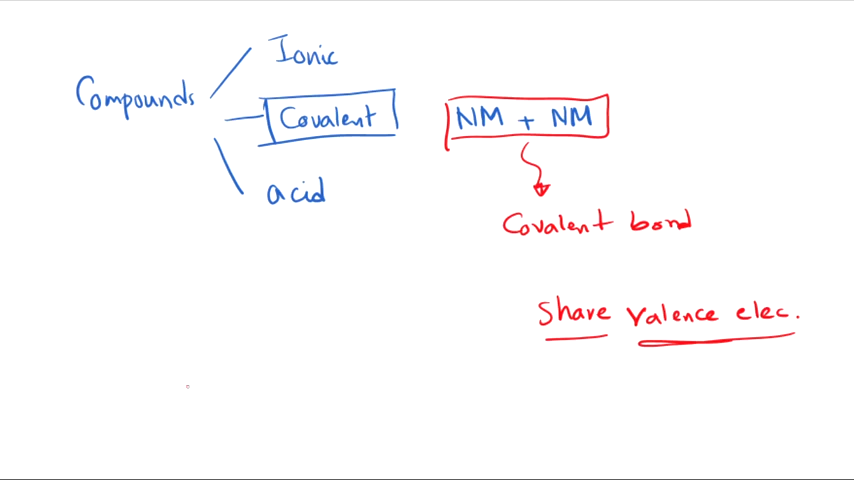 Ionic
Compounds
Covalent NM + NM
acid
Covalent bond
Share valence elec.